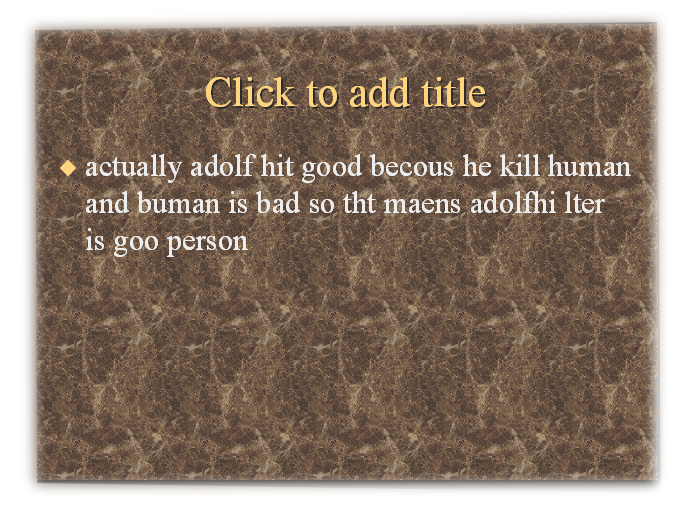 Click to add title
actually adolf hit good becous he kill human
and buman is bad so tht maens adolfhi lter
is goo person